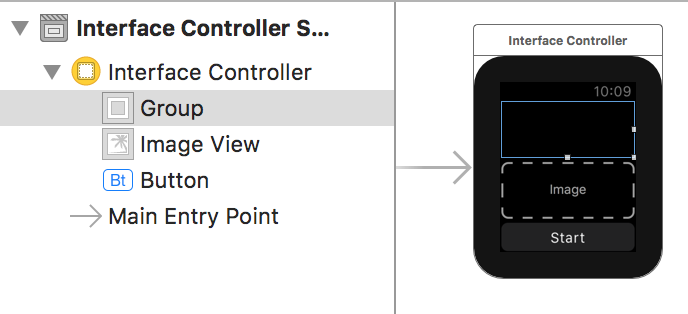 Interface Controller S...
Interface Controller
Group
Image View
Bt Button
Main Entry Point
Interface Controller
10:09
Image
Start